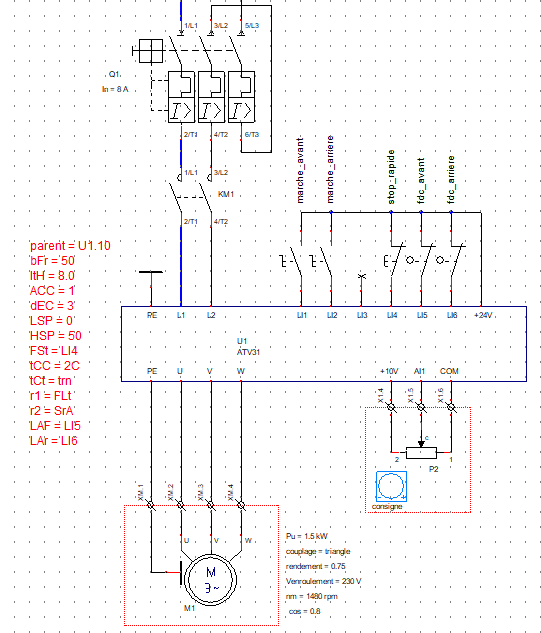 1/L1 3/L2 5/L3
Q1
In = 8 A
2/T1 4/T2 6/T3
1/L1 3/L2
KM1
2/T1 4/T2
marche_avant
marche_arriere
stop_rapide
fdc_avant
fdc_arriere
parent = U1.10
bFr = 50
ItH = 8.0
ACC = 1
dEC = 3
LSP = 0
HSP = 50
FSt = LI4
tCC = 2C
tCt = trn
r1 = FLt
r2 = SrA
LAF = LI5
LAr = LI6
RE L1 L2 LI1 LI2 LI3 LI4 LI5 LI6 +24V
U1
ATV31
PE U V W +10V AI1 COM
X1.4 X1.5 X1.6
c
2 1
P2
consigne
XM.1 XM.2 XM.3 XM.4
U V W
M
3 ~
M1
Pu = 1.5 kW
couplage = triangle
rendement = 0.75
Venroulement = 230 V
nm = 1480 rpm
cos = 0.8